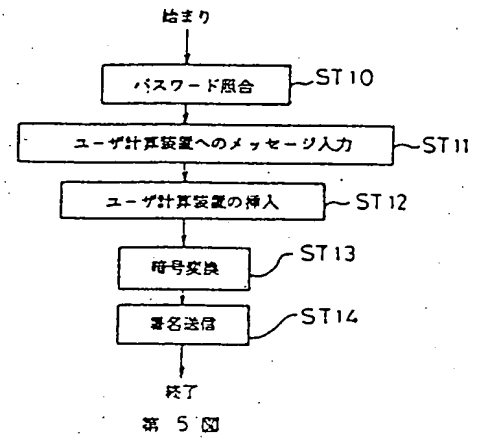 始まり
パスワード照合 ST10
ユーザ計算装置へのメッセージ入力 ST11
ユーザ計算装置の挿入 ST12
暗号変換 ST13
署名送信 ST14
終了
第5図